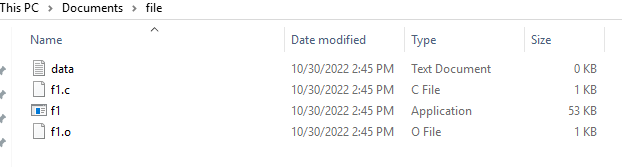 This PC > Documents > file
Name Date modified Type Size
data 10/30/2022 2:45 PM Text Document 0 KB
f1.c 10/30/2022 2:45 PM C File 1 KB
f1 10/30/2022 2:45 PM Application 53 KB
f1.o 10/30/2022 2:45 PM O File 1 KB